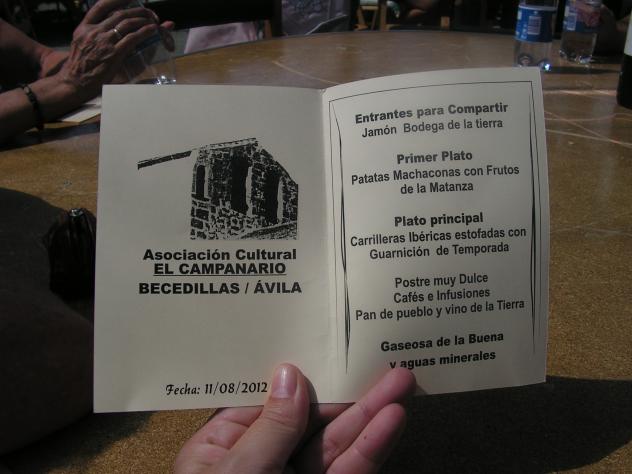 Asociación Cultural
EL CAMPANARIO
BECEDILLAS / ÁVILA
Fecha: 11/08/2012
Entrantes para Compartir
Jamón Bodega de la tierra
Primer Plato
Patatas Machaconas con Frutos
de la Matanza
Plato principal
Carrilleras Ibéricas estofadas con
Guarnición de Temporada
Postre muy Dulce
Cafés e Infusiones
Pan de pueblo y vino de la Tierra
Gaseosa de la Buena
y aguas minerales